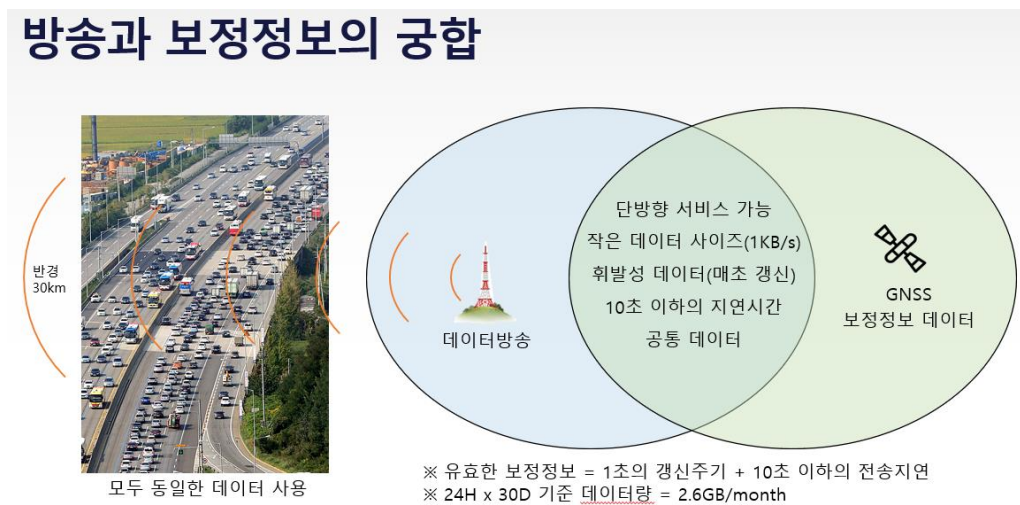 방송과 보정정보의 궁합
반경
30km
모두 동일한 데이터 사용
데이터방송
단방향 서비스 가능
작은 데이터 사이즈(1KB/s)
휘발성 데이터(매초 갱신)
10초 이하의 지연시간
공통 데이터
GNSS
보정정보 데이터
※ 유효한 보정정보 = 1초의 갱신주기 + 10초 이하의 전송지연
※ 24H x 30D 기준 데이터량 = 2.6GB/month